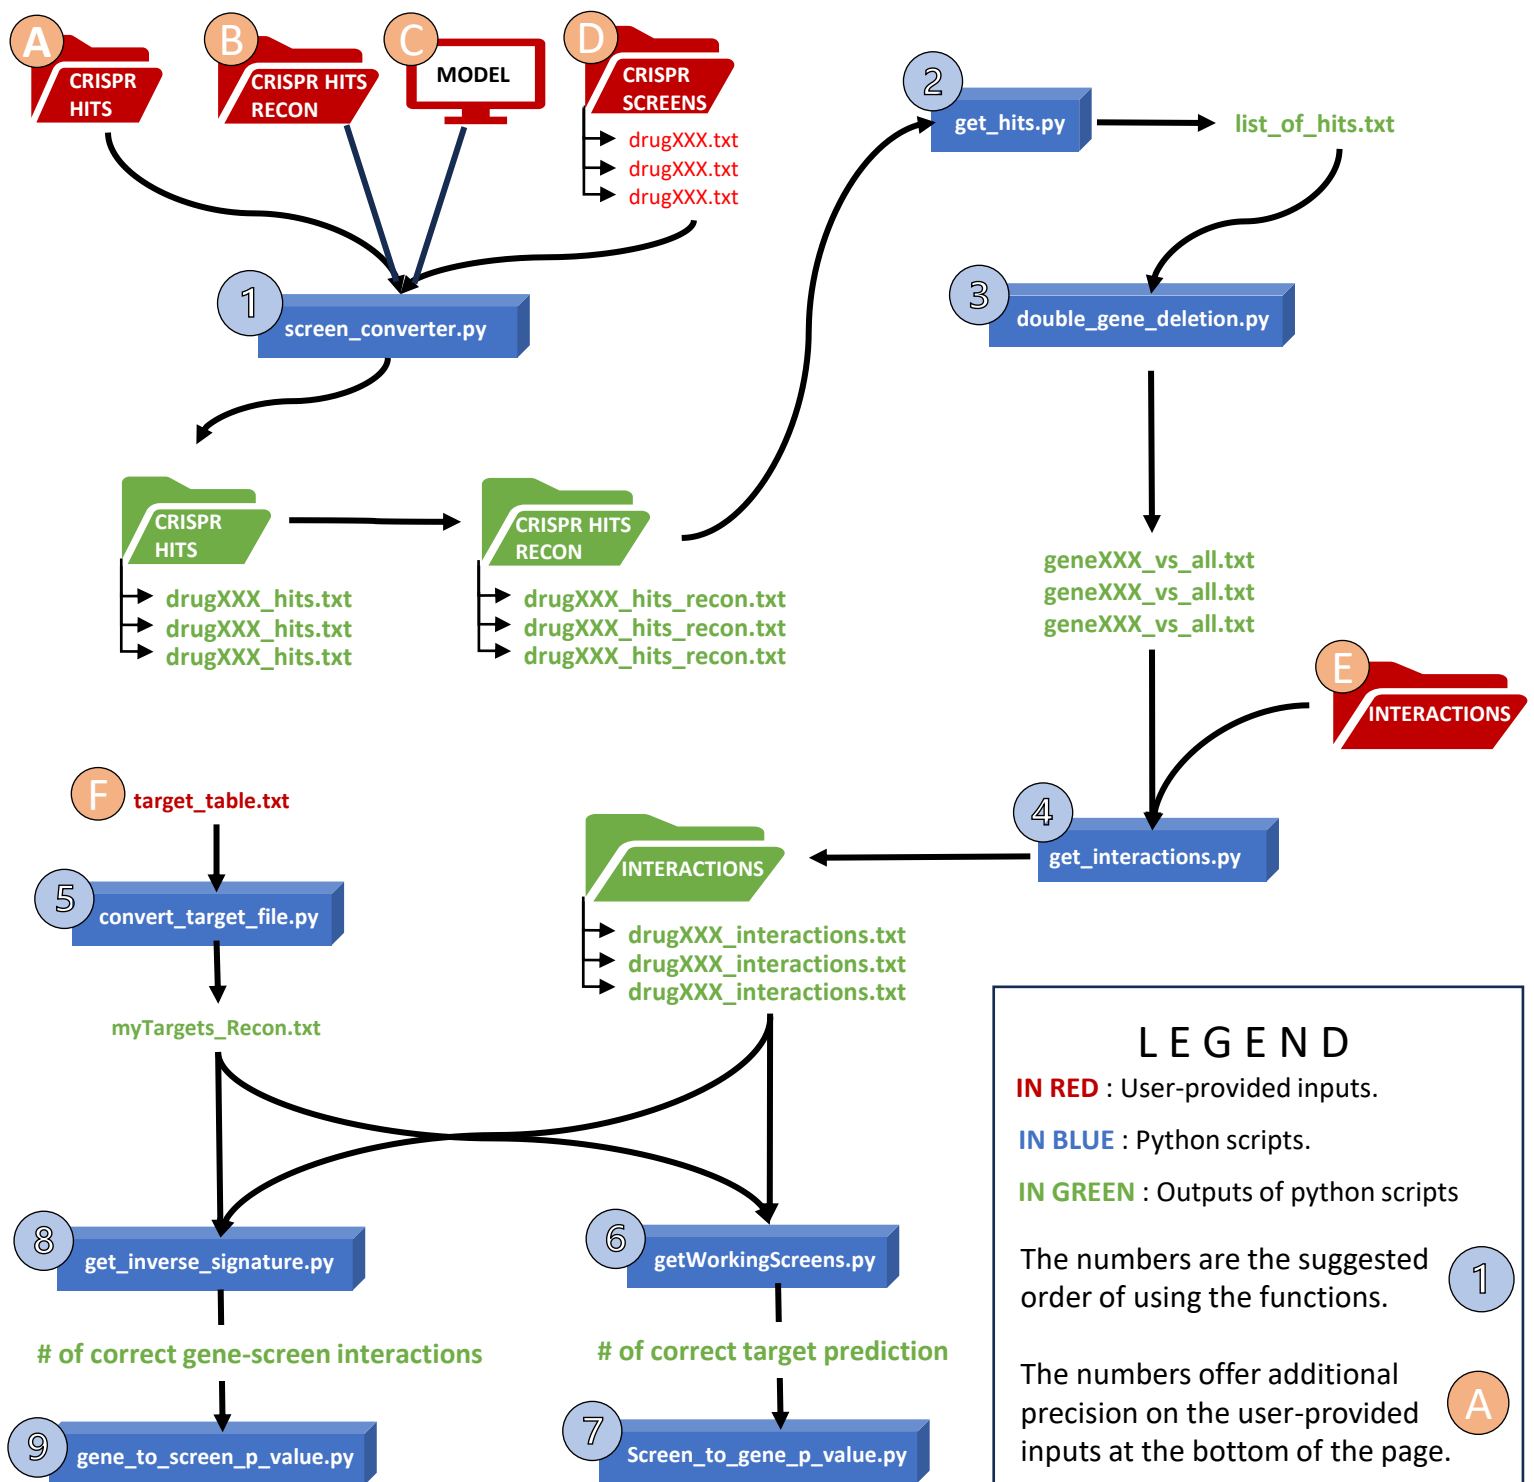 A
CRISPR
HITS
B
CRISPR HITS
RECON
C
MODEL
D
CRISPR
SCREENS
drugXXX.txt
drugXXX.txt
drugXXX.txt
1
screen_converter.py
2
get_hits.py
list_of_hits.txt
3
double_gene_deletion.py
CRISPR
HITS
drugXXX_hits.txt
drugXXX_hits.txt
drugXXX_hits.txt
CRISPR HITS
RECON
drugXXX_hits_recon.txt
drugXXX_hits_recon.txt
drugXXX_hits_recon.txt
geneXXX_vs_all.txt
geneXXX_vs_all.txt
geneXXX_vs_all.txt
E
INTERACTIONS
4
get_interactions.py
INTERACTIONS
drugXXX_interactions.txt
drugXXX_interactions.txt
drugXXX_interactions.txt
F
target_table.txt
5
convert_target_file.py
myTargets_Recon.txt
8
get_inverse_signature.py
# of correct gene-screen interactions
9
gene_to_screen_p_value.py
6
getWorkingScreens.py
# of correct target prediction
7
Screen_to_gene_p_value.py
LEGEND
IN RED : User-provided inputs.
IN BLUE : Python scripts.
IN GREEN : Outputs of python scripts
The numbers are the suggested
order of using the functions.
1
The numbers offer additional
precision on the user-provided
inputs at the bottom of the page.
A